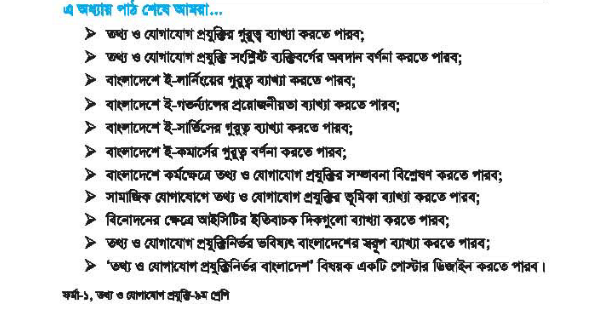 এ অধ্যায় পাঠ শেষে আমরা...
➤ তথ্য ও যোগাযোগ প্রযুক্তির গুরুত্ব ব্যাখ্যা করতে পারব;
➤ তথ্য ও যোগাযোগ প্রযুক্তি সংশ্লিষ্ট ব্যক্তিবর্গের অবদান বর্ণনা করতে পারব;
➤ বাংলাদেশে ই-লার্নিংয়ের গুরুত্ব ব্যাখ্যা করতে পারব;
➤ বাংলাদেশে ই-গভর্ন্যান্সের প্রয়োজনীয়তা ব্যাখ্যা করতে পারব;
➤ বাংলাদেশে ই-সার্ভিসের গুরুত্ব ব্যাখ্যা করতে পারব;
➤ বাংলাদেশে ই-কমার্সের গুরুত্ব বর্ণনা করতে পারব;
➤ বাংলাদেশে কর্মক্ষেত্রে তথ্য ও যোগাযোগ প্রযুক্তির সম্ভাবনা বিশ্লেষণ করতে পারব;
➤ সামাজিক যোগাযোগে তথ্য ও যোগাযোগ প্রযুক্তির ভূমিকা ব্যাখ্যা করতে পারব;
➤ বিনোদনের ক্ষেত্রে আইসিটির ইতিবাচক দিকগুলো ব্যাখ্যা করতে পারব;
➤ তথ্য ও যোগাযোগ প্রযুক্তিনির্ভর ভবিষ্যৎ বাংলাদেশের স্বরূপ ব্যাখ্যা করতে পারব;
➤ ‘তথ্য ও যোগাযোগ প্রযুক্তিনির্ভর বাংলাদেশ’ বিষয়ক একটি পোস্টার ডিজাইন করতে পারব।
ফর্মা-১, তথ্য ও যোগাযোগ প্রযুক্তি-৯ম শ্রেণি